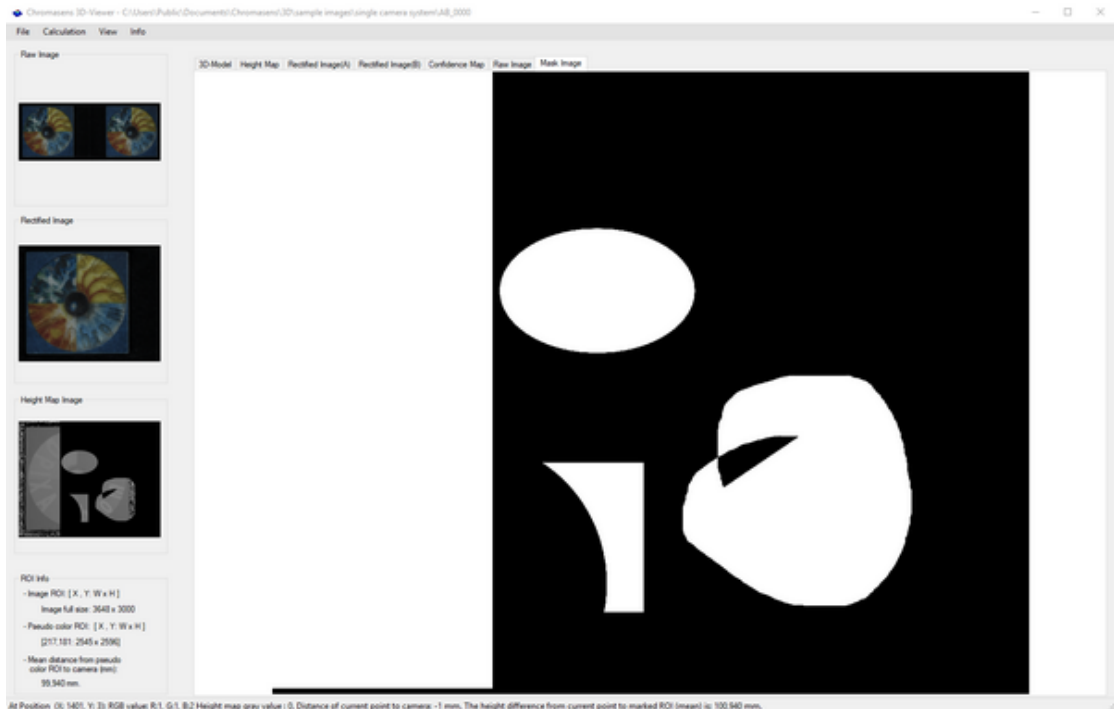 Chromasens 3D-Viewer - C:\Users\Public\Documents\Chromasens\3D\sample images\single camera system\AB_0000
File Calculation View Info
Raw Image
3D-Model Height Map Rectified Image(A) Rectified Image(B) Confidence Map Raw Image Mask Image
Rectified Image
Height Map Image
ROI Info
- Image ROI: [ X , Y: W x H ]
Image full size: 3648 x 3000
- Pseudo color ROI: [ X , Y: W x H ]
[217,181: 2545 x 2596]
- Mean distance from pseudo
color ROI to camera (mm):
99,940 mm.
At Position (X: 1401, Y: 3): RGB value: R:1, G:1, B:2 Height map gray value : 0, Distance of current point to camera: -1 mm. The height difference from current point to marked ROI (mean) is: 100,940 mm.